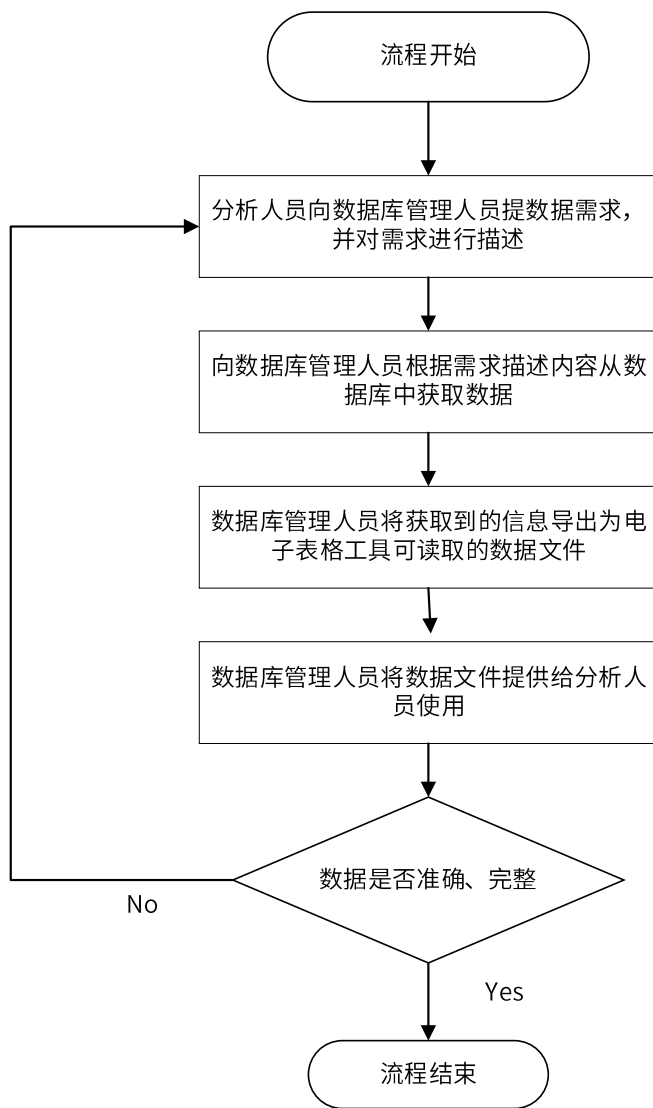 流程开始
分析人员向数据库管理人员提数据需求，
并对需求进行描述
向数据库管理人员根据需求描述内容从数
据库中获取数据
数据库管理人员将获取到的信息导出为电
子表格工具可读取的数据文件
数据库管理人员将数据文件提供给分析人
员使用
数据是否准确、完整
No
Yes
流程结束